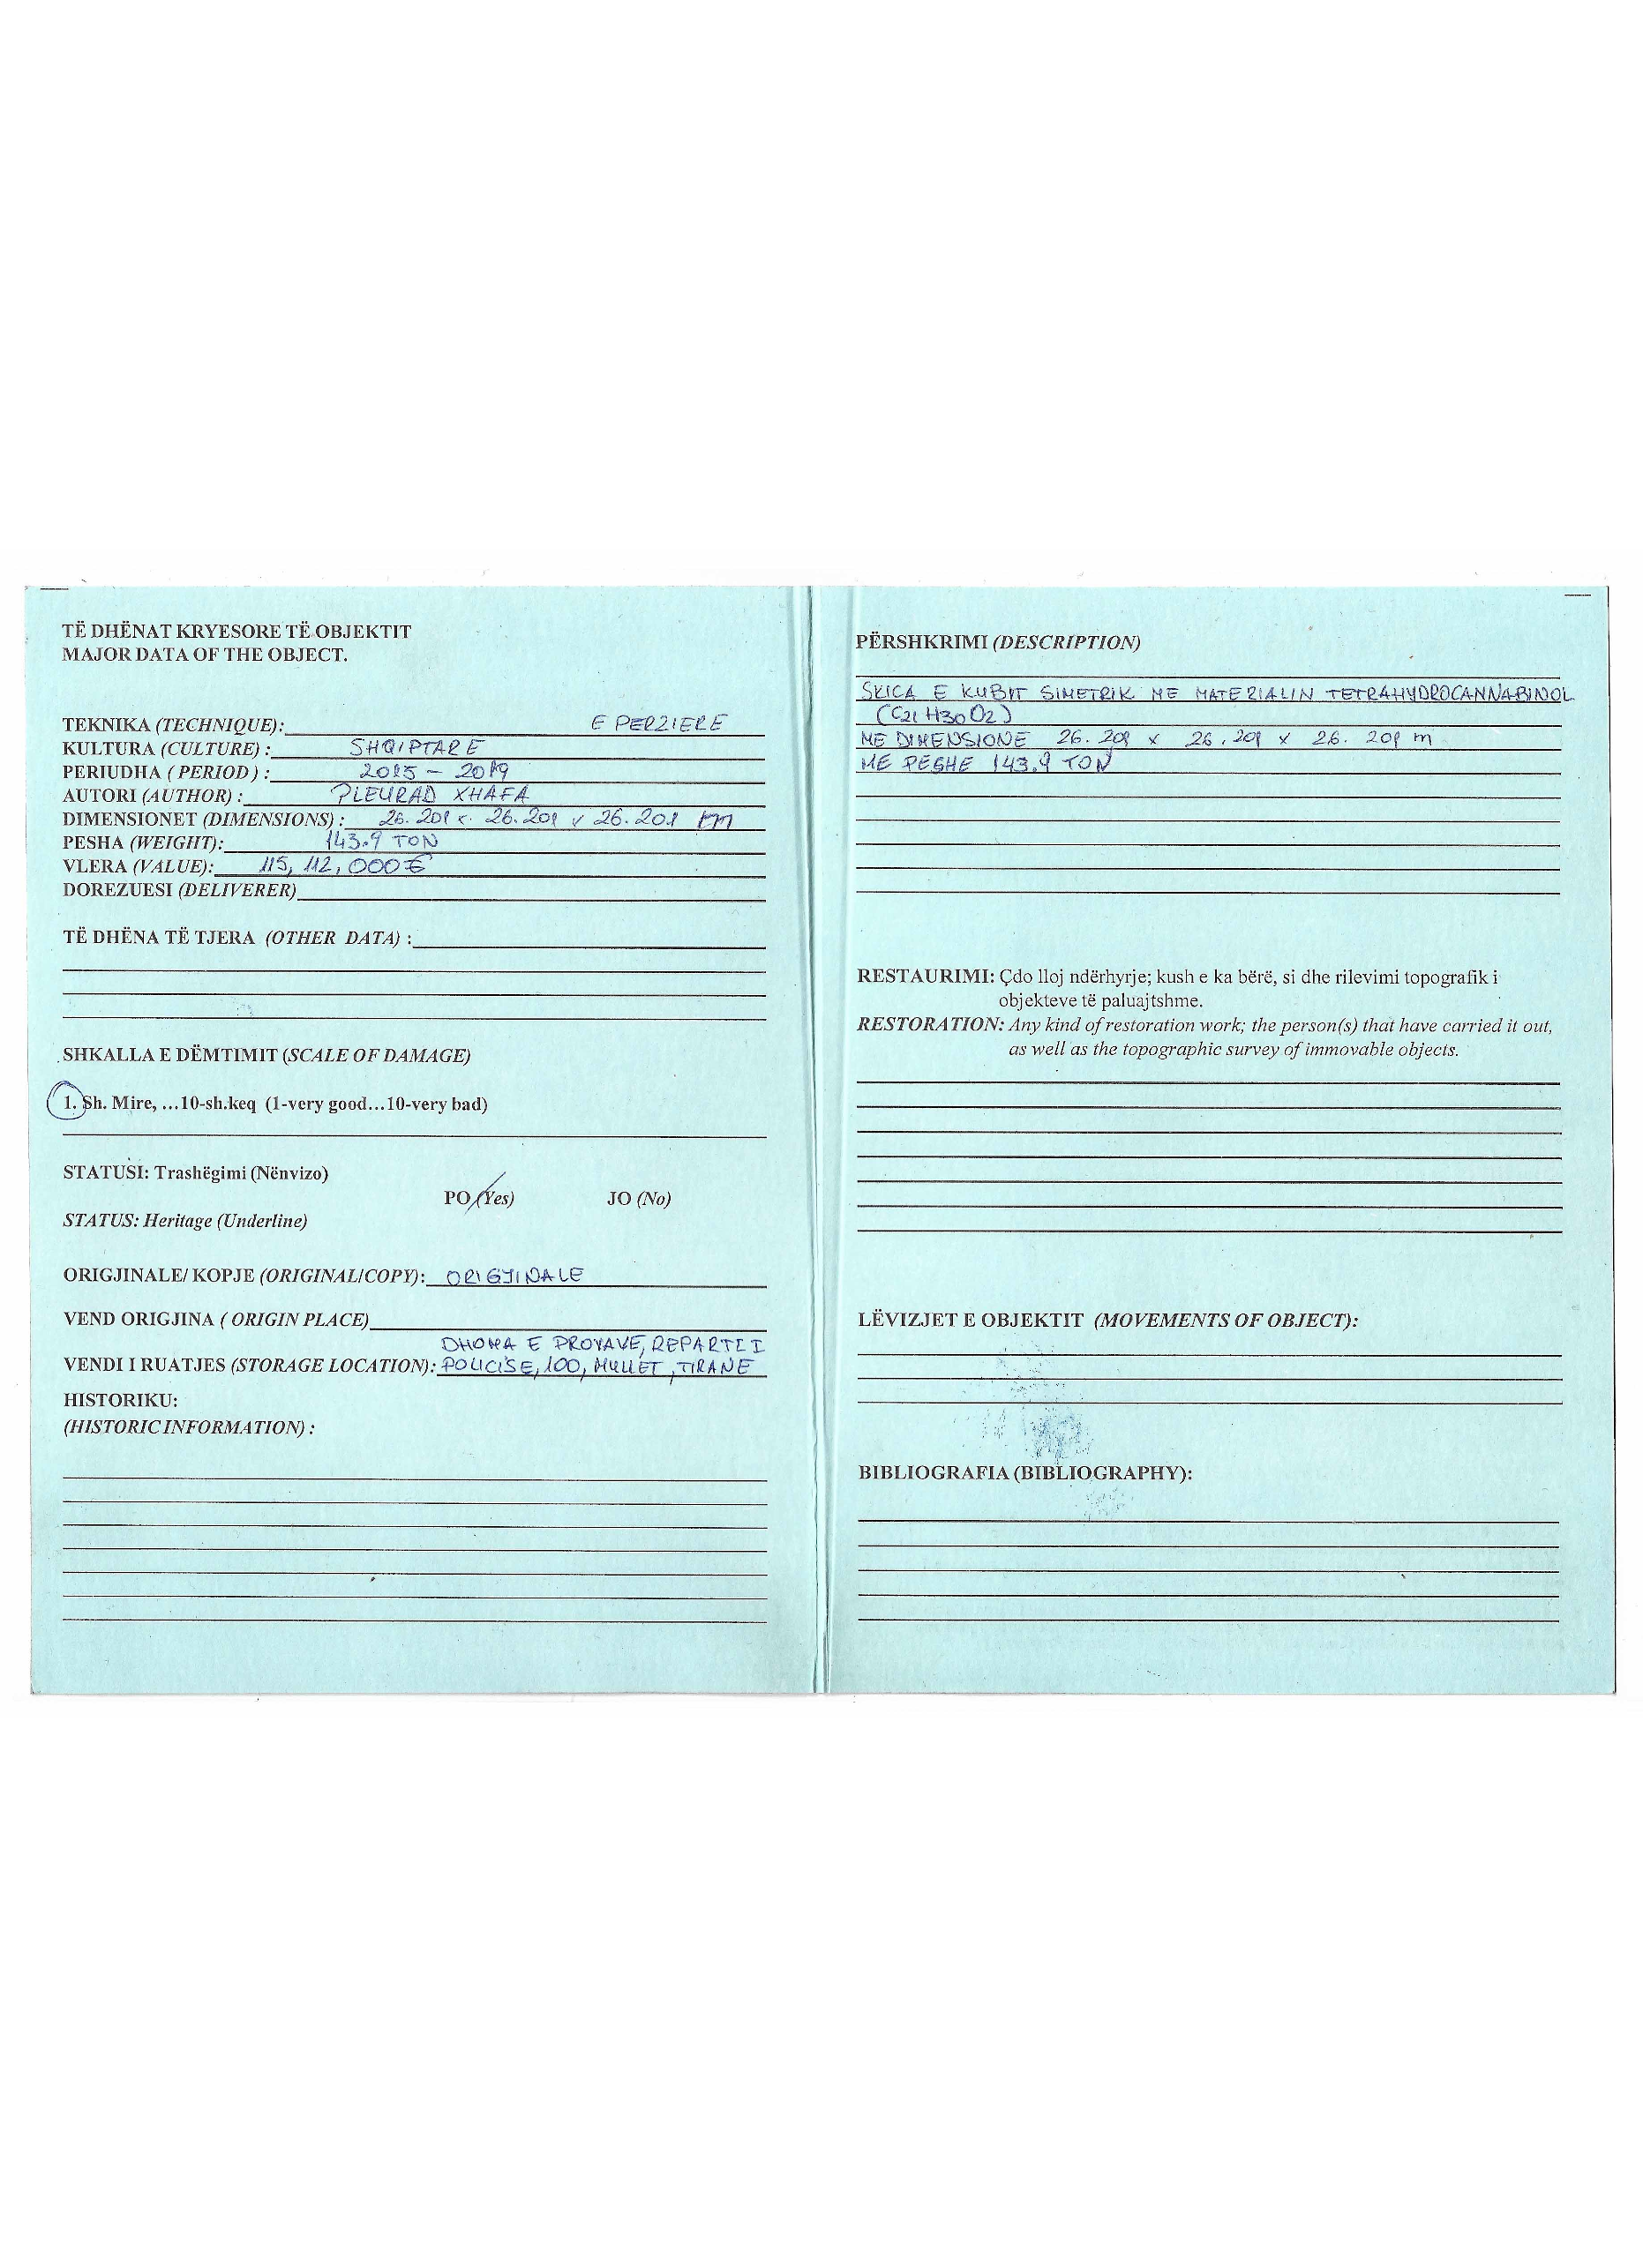 TË DHËNAT KRYESORE TË OBJEKTIT
MAJOR DATA OF THE OBJECT.
TEKNIKA (TECHNIQUE): E PERZIERE
KULTURA (CULTURE) : SHQIPTARE
PERIUDHA ( PERIOD ) : 2015 – 2019
AUTORI (AUTHOR) : PLEURAD XHAFA
DIMENSIONET (DIMENSIONS) : 26.201 x 26.201 x 26.201 m
PESHA (WEIGHT): 143.9 TON
VLERA (VALUE): 115,112,000 €
DOREZUESI (DELIVERER)
TË DHËNA TË TJERA (OTHER DATA) :
SHKALLA E DËMTIMIT (SCALE OF DAMAGE)
1. Sh. Mire, ...10-sh.keq (1-very good...10-very bad)
STATUSI: Trashëgimi (Nënvizo)
PO (Yes) JO (No)
STATUS: Heritage (Underline)
ORIGJINALE/ KOPJE (ORIGINAL/COPY): ORIGJINALE
VEND ORIGJINA ( ORIGIN PLACE)
DHOMA E PROVAVE, REPARTI I
VENDI I RUATJES (STORAGE LOCATION): POLICISE, 100, MULLET, TIRANE
HISTORIKU:
(HISTORIC INFORMATION) :
PËRSHKRIMI (DESCRIPTION)
SKICA E KUBIT SIMETRIK ME MATERIALIN TETRAHYDROCANNABINOL
(C21 H30 O2)
ME DIMENSIONE 26.201 x 26.201 x 26.201 m
ME PESHE 143.9 TON
RESTAURIMI: Çdo lloj ndërhyrje; kush e ka bërë, si dhe rilevimi topografik i
objekteve të paluajtshme.
RESTORATION: Any kind of restoration work; the person(s) that have carried it out,
as well as the topographic survey of immovable objects.
LËVIZJET E OBJEKTIT (MOVEMENTS OF OBJECT):
BIBLIOGRAFIA (BIBLIOGRAPHY):